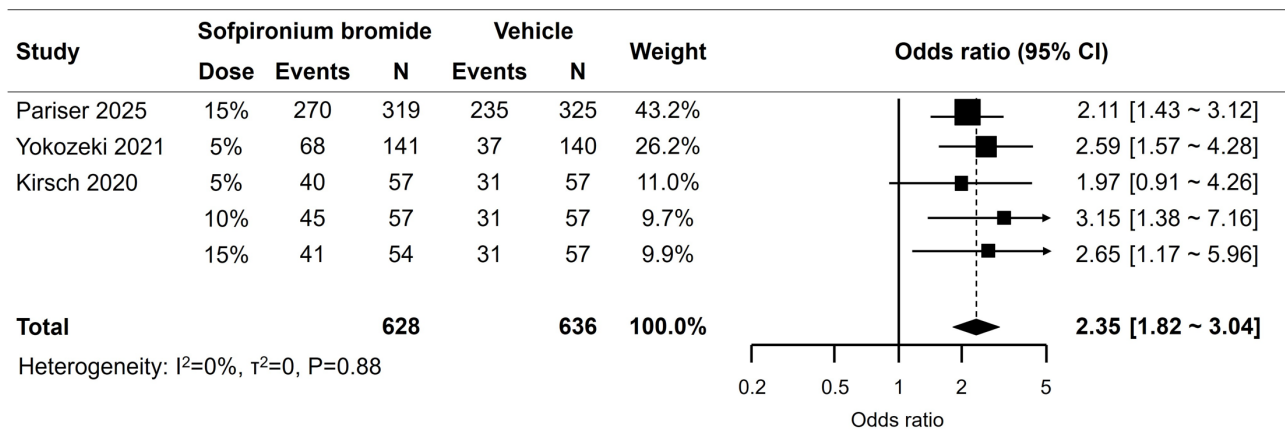 Study Sofpironium bromide Vehicle Weight Odds ratio (95% CI)
Dose Events N Events N
Pariser 2025 15% 270 319 235 325 43.2% 2.11 [1.43 ~ 3.12]
Yokozeki 2021 5% 68 141 37 140 26.2% 2.59 [1.57 ~ 4.28]
Kirsch 2020 5% 40 57 31 57 11.0% 1.97 [0.91 ~ 4.26]
10% 45 57 31 57 9.7% 3.15 [1.38 ~ 7.16]
15% 41 54 31 57 9.9% 2.65 [1.17 ~ 5.96]
Total 628 636 100.0% 2.35 [1.82 ~ 3.04]
Heterogeneity: I²=0%, τ²=0, P=0.88
0.2 0.5 1 2 5
Odds ratio